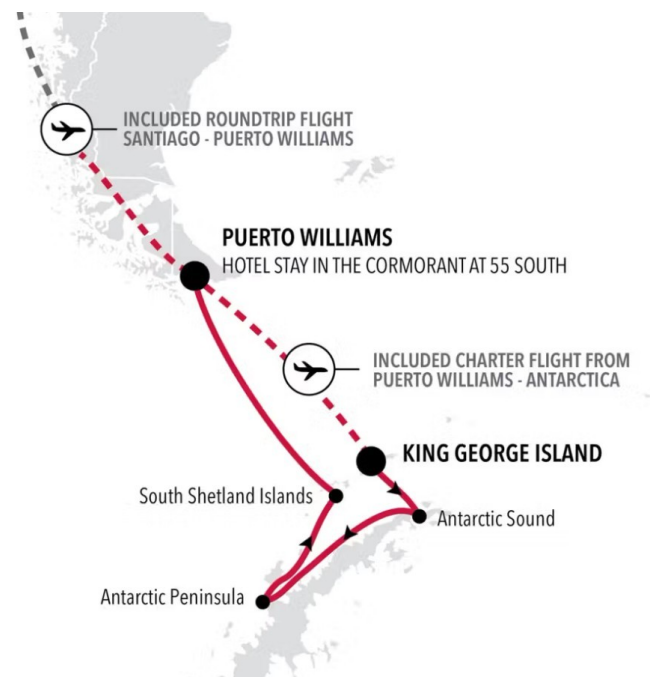 INCLUDED ROUNDTRIP FLIGHT
SANTIAGO - PUERTO WILLIAMS
PUERTO WILLIAMS
HOTEL STAY IN THE CORMORANT AT 55 SOUTH
INCLUDED CHARTER FLIGHT FROM
PUERTO WILLIAMS - ANTARCTICA
KING GEORGE ISLAND
South Shetland Islands
Antarctic Sound
Antarctic Peninsula